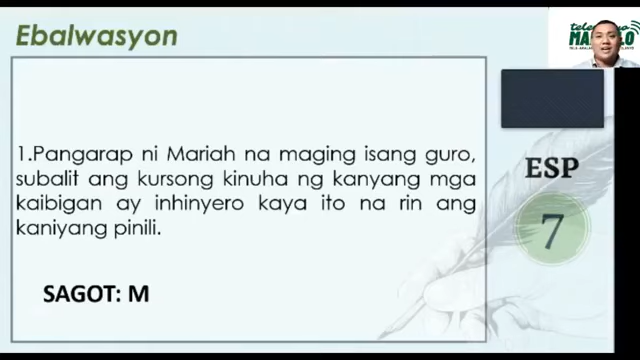 Ebalwasyon
1.Pangarap ni Mariah na maging isang guro,
subalit ang kursong kinuha ng kanyang mga
kaibigan ay inhinyero kaya ito na rin ang
kaniyang pinili.
SAGOT: M
ESP
7